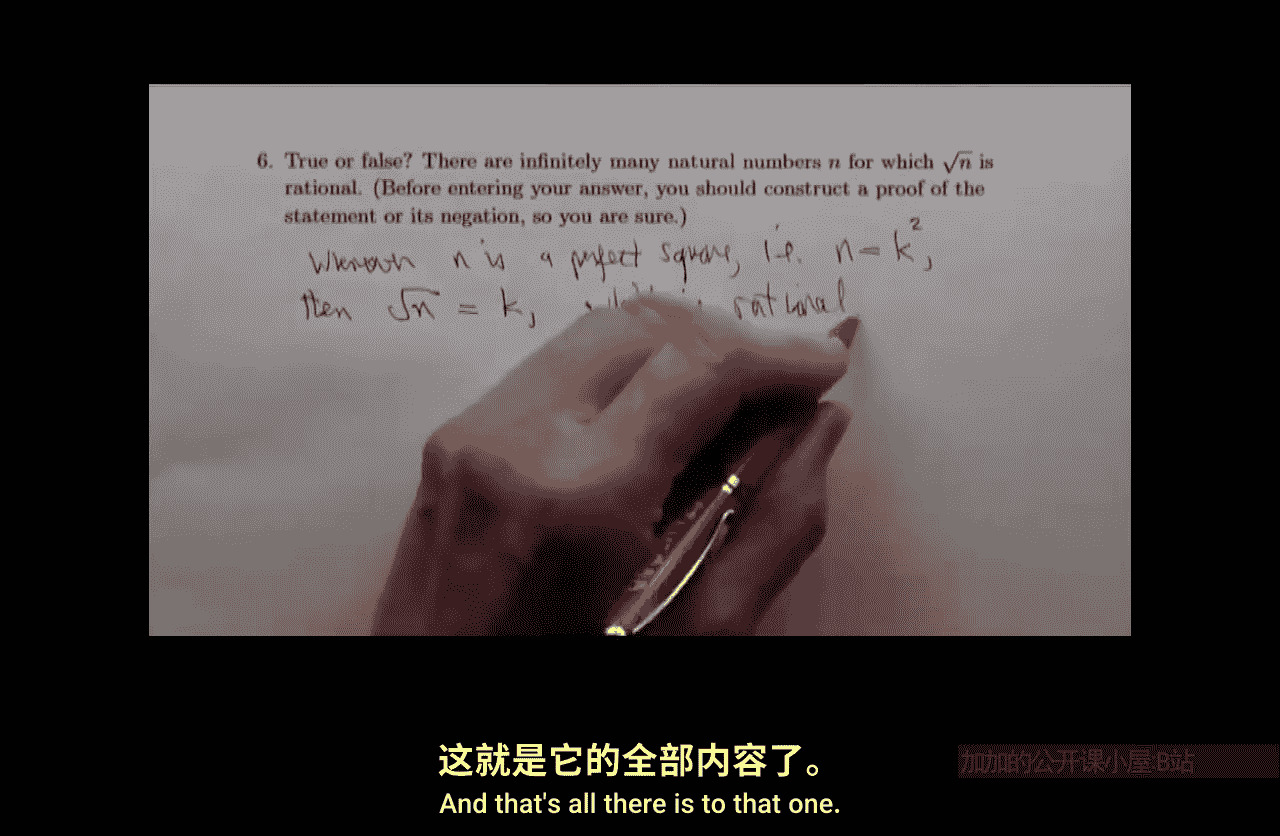 6. True or false? There are infinitely many natural numbers n for which √n is
rational. (Before entering your answer, you should construct a proof of the
statement or its negation, so you are sure.)
n is a perfect square, i.e. n = k²,
then √n = k, rational
这就是它的全部内容了。
加加的公开课小屋 B站
And that's all there is to that one.